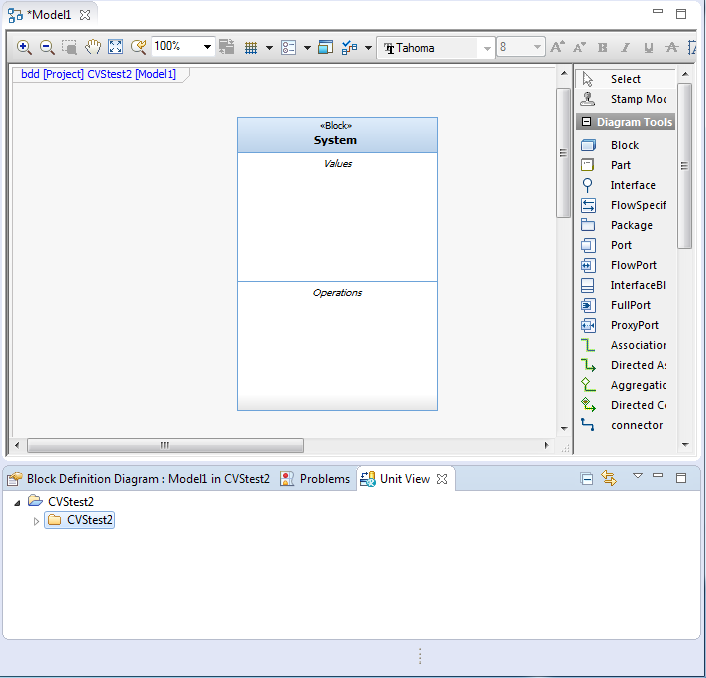 *Model1
100%
Tahoma
8
A A B I U A A
bdd [Project] CVStest2 [Model1]
«Block»
System
Values
Operations
Select
Stamp Moc
Diagram Tools
Block
Part
Interface
FlowSpecif
Package
Port
FlowPort
InterfaceBl
FullPort
ProxyPort
Association
Directed As
Aggregatic
Directed Co
connector
Block Definition Diagram : Model1 in CVStest2
Problems
Unit View
CVStest2
CVStest2